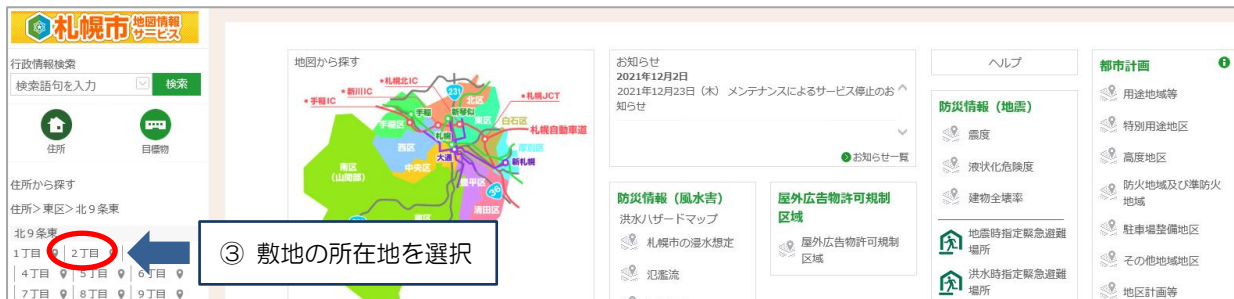 札幌市地図情報サービス
行政情報検索
検索語句を入力
検索
住所
目標物
住所から探す
住所>東区>北9条東
北9条東
1丁目
2丁目
4丁目
5丁目
6丁目
7丁目
8丁目
9丁目
③ 敷地の所在地を選択
地図から探す
札幌北IC
新川IC
手稲IC
札幌JCT
札幌自動車道
231
北区
手稲
新琴似
東区
白石区
手稲区
札幌
西区
大通
厚別区
新札幌
中央区
南区
(山間部)
豊平区
36
清田区
南区
お知らせ
2021年12月2日
2021年12月23日（木） メンテナンスによるサービス停止のお
知らせ
お知らせ一覧
防災情報（風水害）
洪水ハザードマップ
札幌市の浸水想定
氾濫流
屋外広告物許可規制
区域
屋外広告物許可規制
区域
ヘルプ
防災情報（地震）
震度
液状化危険度
建物全壊率
地震時指定緊急避難
場所
洪水時指定緊急避難
場所
都市計画
用途地域等
特別用途地区
高度地区
防火地域及び準防火
地域
駐車場整備地区
その他地域地区
地区計画等